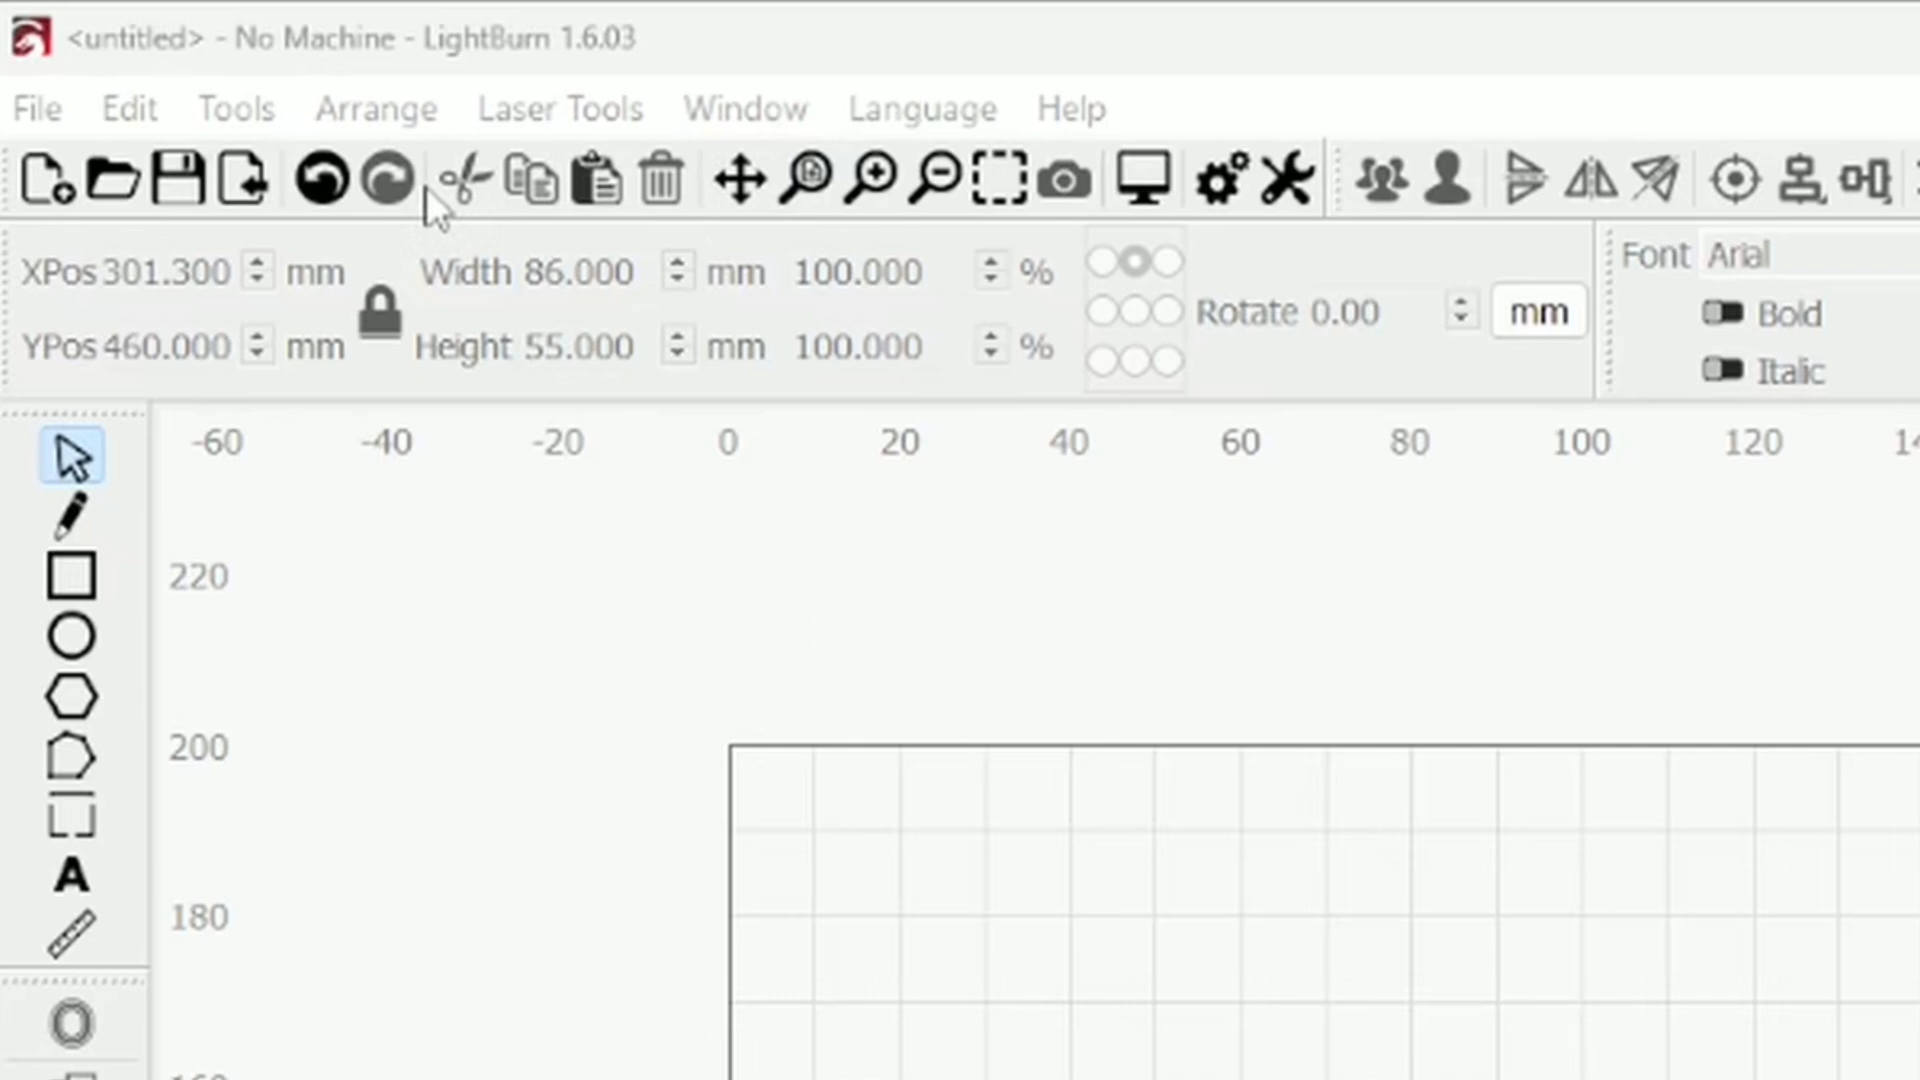 <untitled> - No Machine - LightBurn 1.6.03
File Edit Tools Arrange Laser Tools Window Language Help
XPos 301.300 mm Width 86.000 mm 100.000 %
YPos 460.000 mm Height 55.000 mm 100.000 %
Rotate 0.00 mm
Font Arial
Bold
Italic
-60 -40 -20 0 20 40 60 80 100 120
220
200
180
160
A